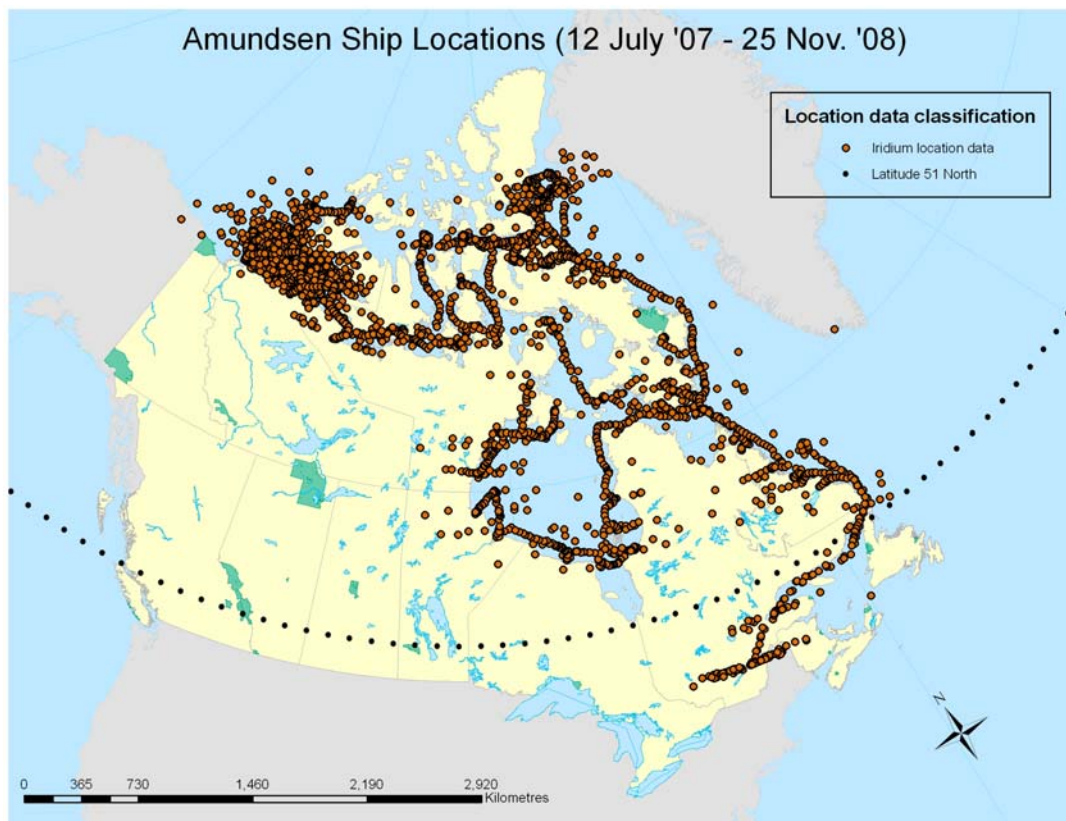 Amundsen Ship Locations (12 July '07 - 25 Nov. '08)
Location data classification
Iridium location data
Latitude 51 North
N
0 365 730 1,460 2,190 2,920
Kilometres